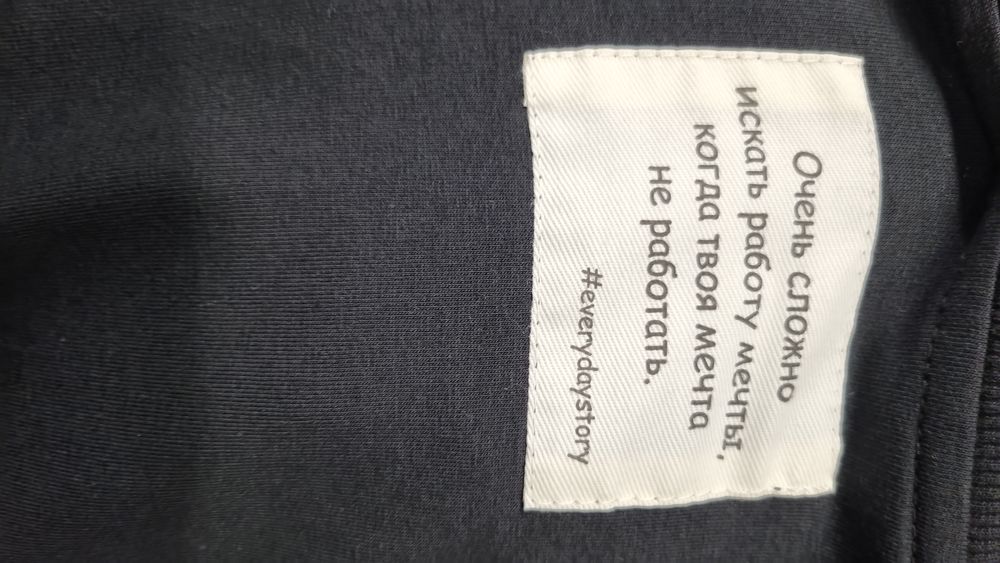 Очень сложно
искать работу мечты,
когда твоя мечта
не работать.
#everydaystory